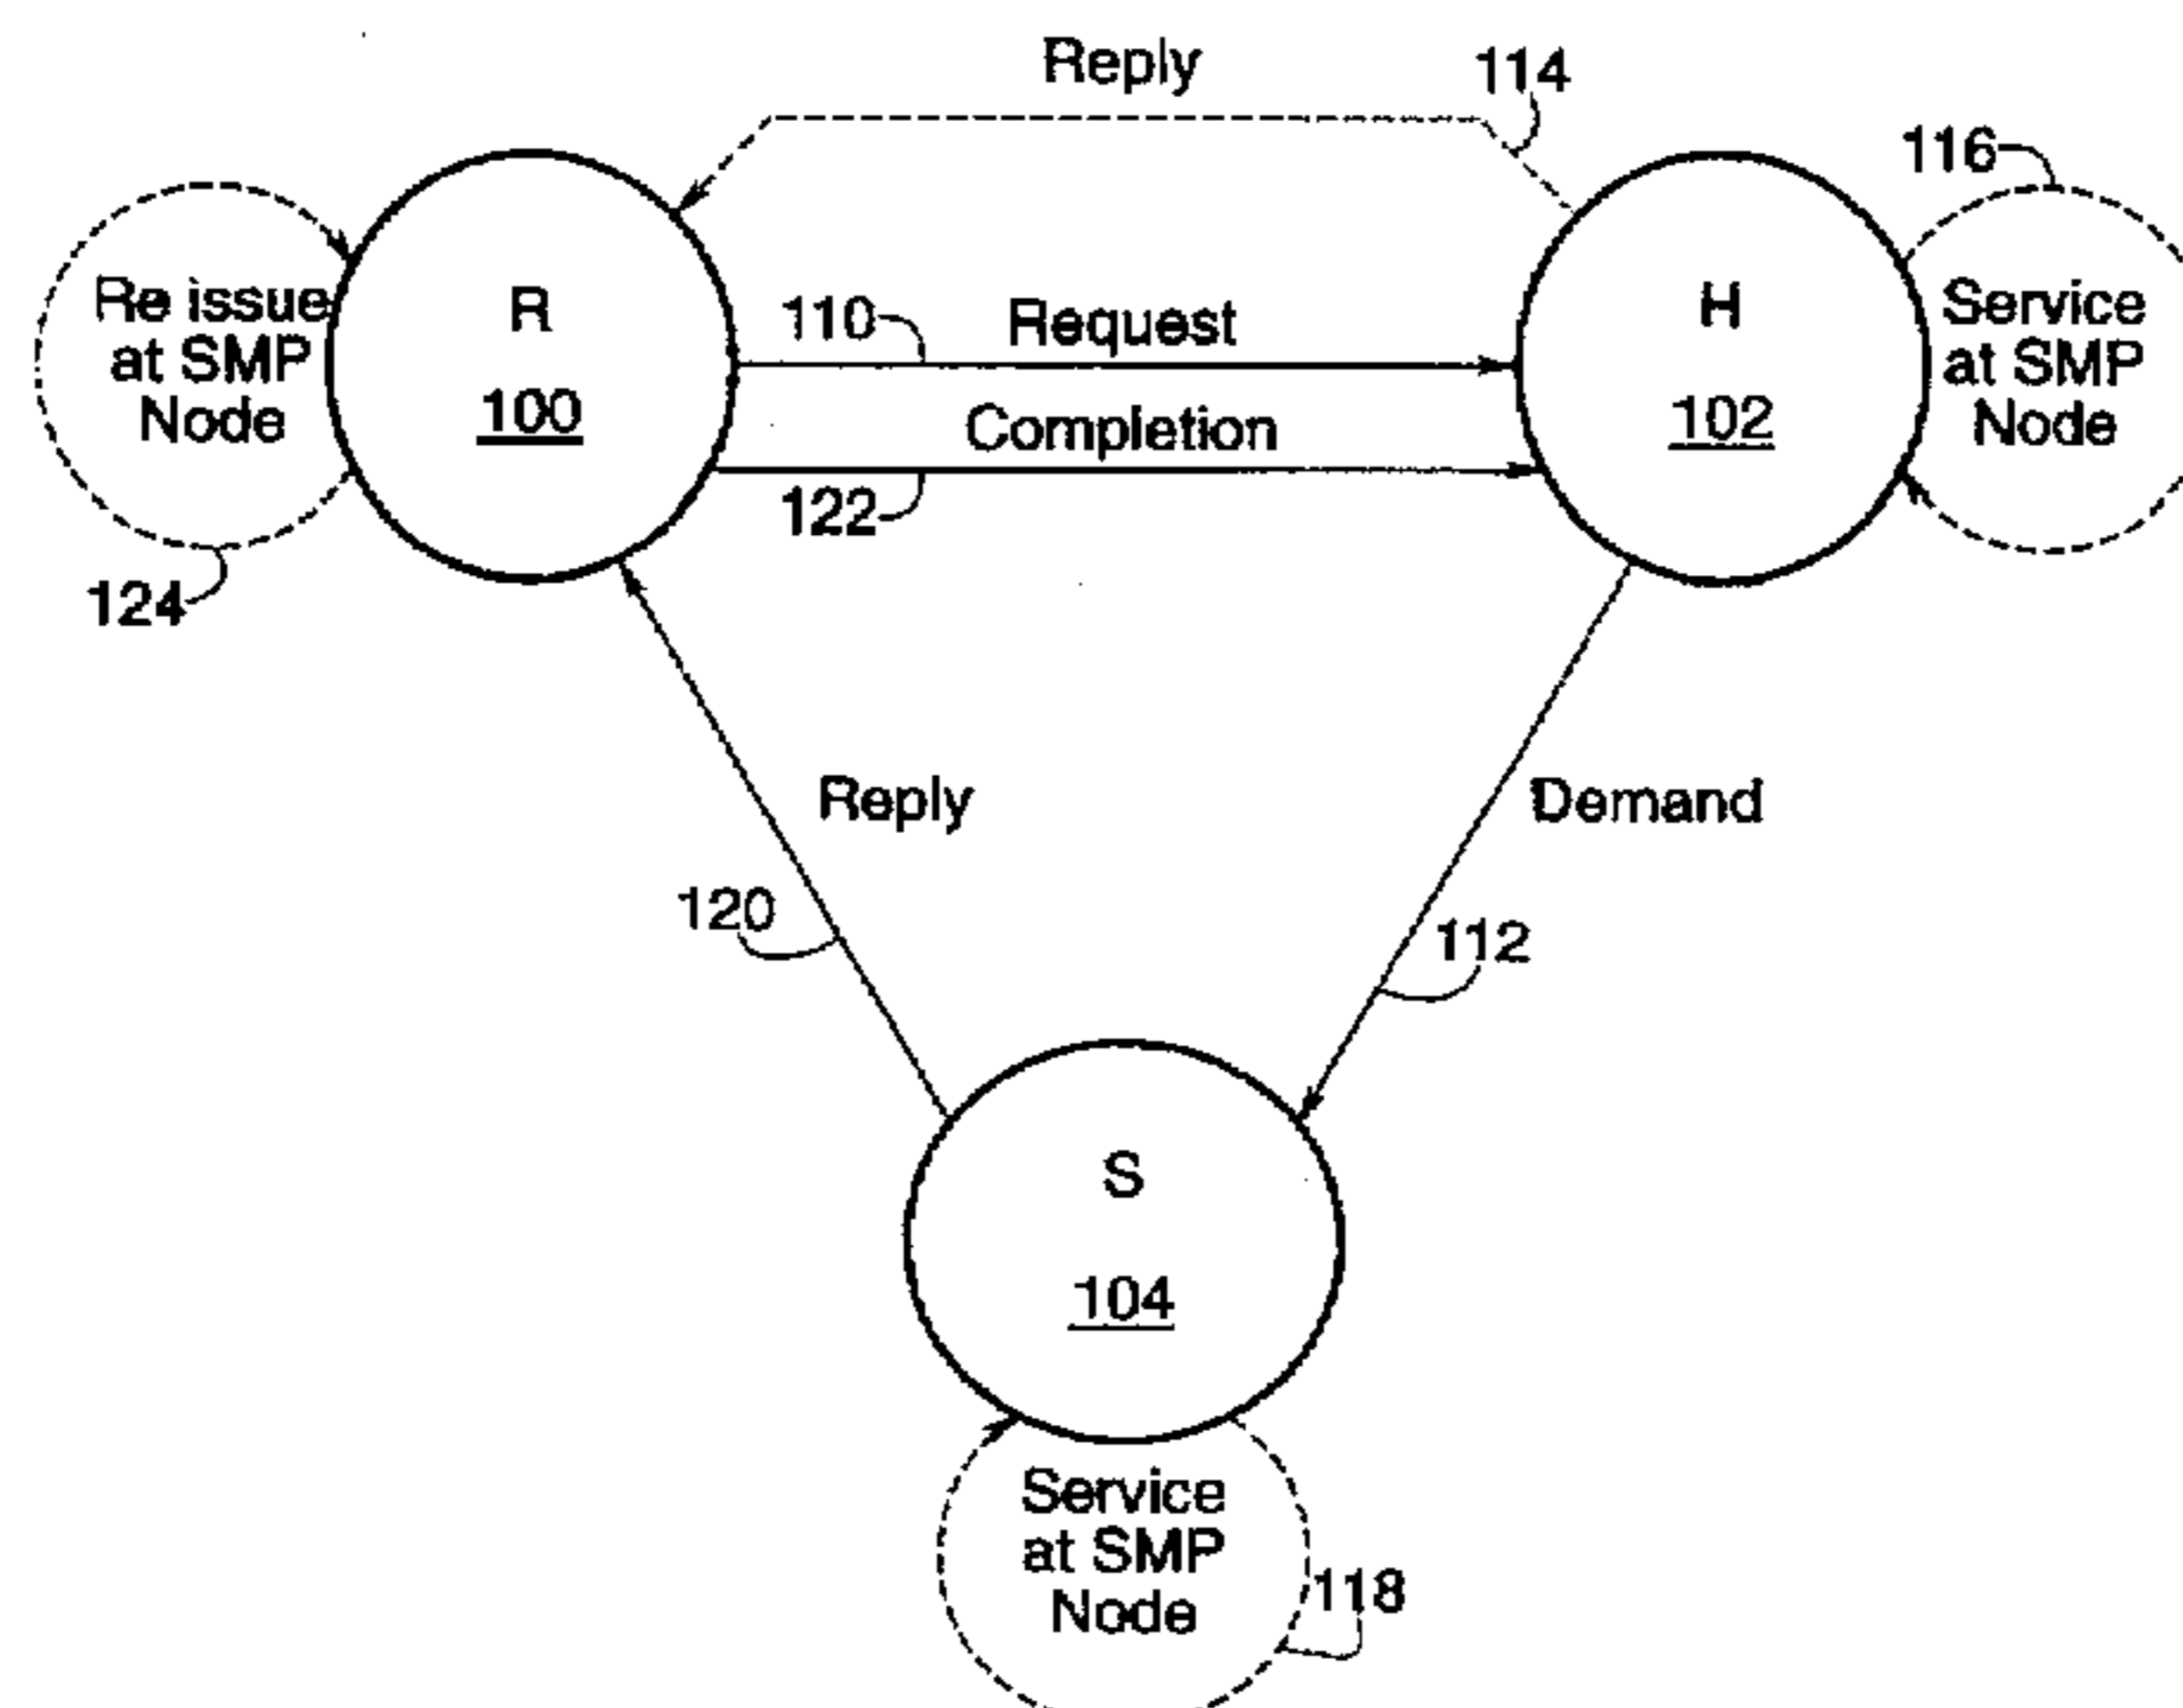 Reply
114
116
Re issue
at SMP
Node
R
100
110
Request
Completion
122
H
102
Service
at SMP
Node
124
Reply
Demand
120
112
S
104
Service
at SMP
Node
118